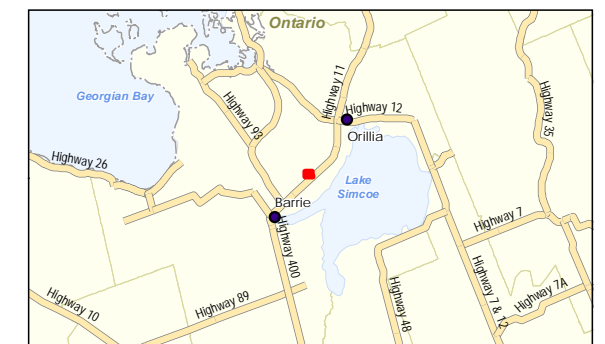 Ontario
Georgian Bay
Highway 11
Highway 93
Highway 12
Highway 35
Orillia
Highway 26
Lake
Simcoe
Barrie
Highway 7
Highway 400
Highway 7 & 12
Highway 7A
Highway 10
Highway 89
Highway 48